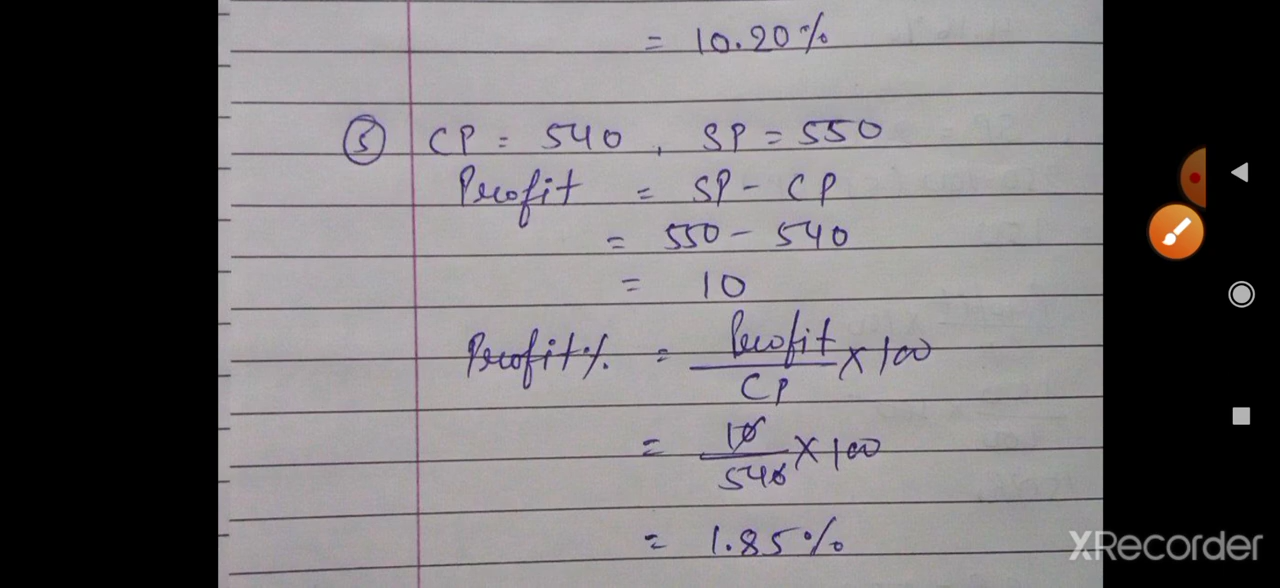 = 10.20%
⑤ CP = 540, SP = 550
Profit = SP - CP
= 550 - 540
= 10
Profit% = Profit/CP × 100
= 10/540 × 100
= 1.85%
XRecorder